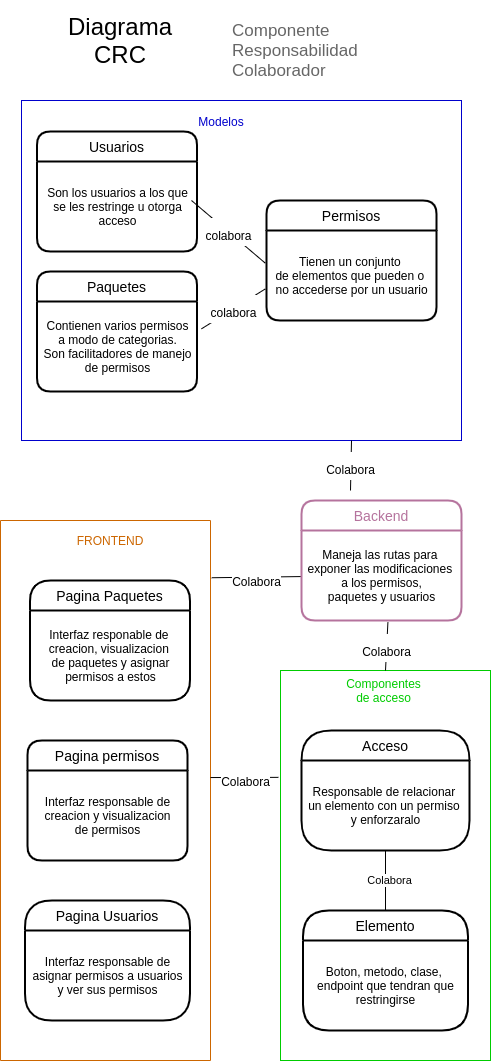 Diagrama
CRC
Componente
Responsabilidad
Colaborador
Modelos
Usuarios
Son los usuarios a los que
se les restringe u otorga
acceso
colabora
Permisos
Tienen un conjunto
de elementos que pueden o
no accederse por un usuario
Paquetes
Contienen varios permisos
a modo de categorias.
Son facilitadores de manejo
de permisos
colabora
Colabora
Backend
Maneja las rutas para
exponer las modificaciones
a los permisos,
paquetes y usuarios
Colabora
Colabora
FRONTEND
Pagina Paquetes
Interfaz responable de
creacion, visualizacion
de paquetes y asignar
permisos a estos
Pagina permisos
Interfaz responsable de
creacion y visualizacion
de permisos
Pagina Usuarios
Interfaz responsable de
asignar permisos a usuarios
y ver sus permisos
Colabora
Componentes
de acceso
Acceso
Responsable de relacionar
un elemento con un permiso
y enforzaralo
Colabora
Elemento
Boton, metodo, clase,
endpoint que tendran que
restringirse